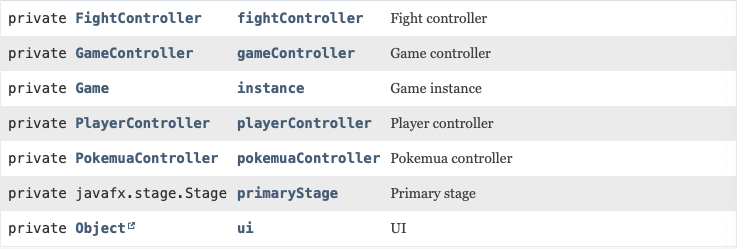 private FightController fightController Fight controller
private GameController gameController Game controller
private Game instance Game instance
private PlayerController playerController Player controller
private PokemuaController pokemuaController Pokemua controller
private javafx.stage.Stage primaryStage Primary stage
private Object ui UI